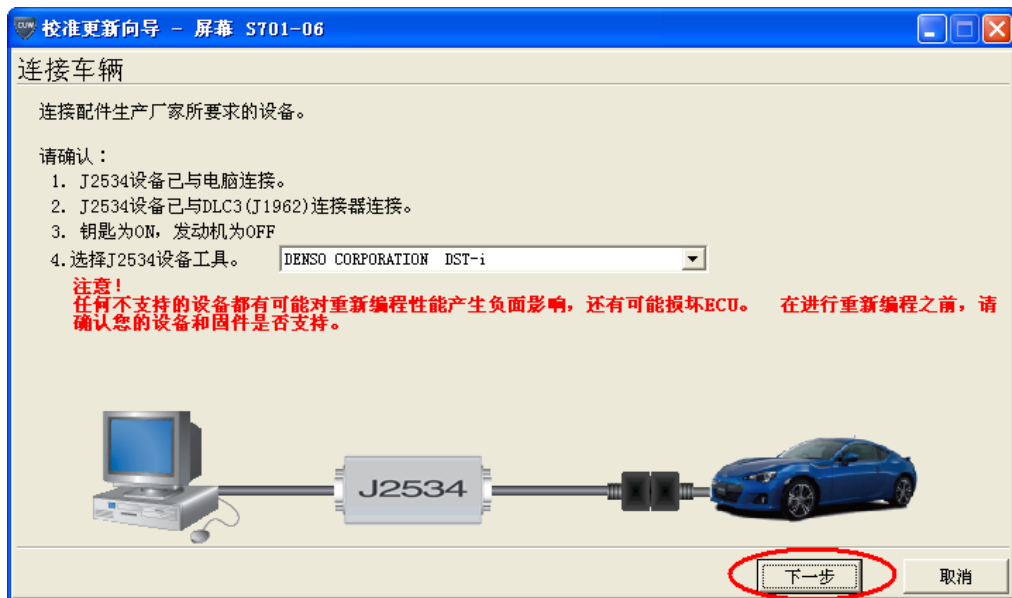 CUW 校准更新向导 - 屏幕 S701-06
连接车辆
连接配件生产厂家所要求的设备。
请确认：
1. J2534设备已与电脑连接。
2. J2534设备已与DLC3(J1962)连接器连接。
3. 钥匙为ON，发动机为OFF
4.选择J2534设备工具。 DENSO CORPORATION DST-i
注意！
任何不支持的设备都有可能对重新编程性能产生负面影响，还有可能损坏ECU。 在进行重新编程之前，请
确认您的设备和固件是否支持。
J2534
下一步 取消